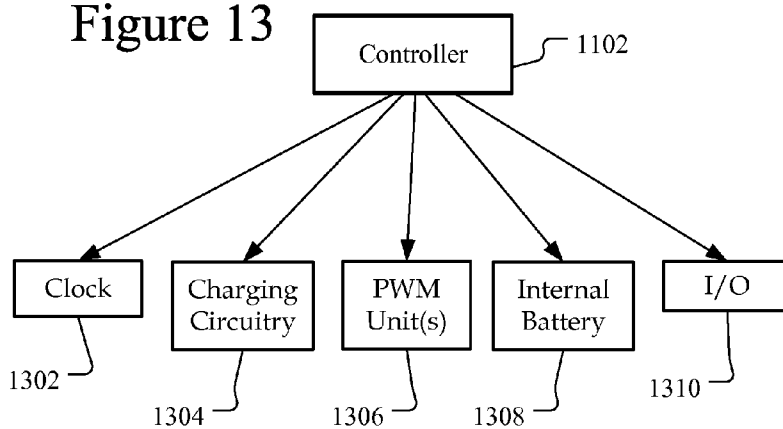 Figure 13
Controller
1102
Clock
Charging
Circuitry
PWM
Unit(s)
Internal
Battery
I/O
1302
1304
1306
1308
1310